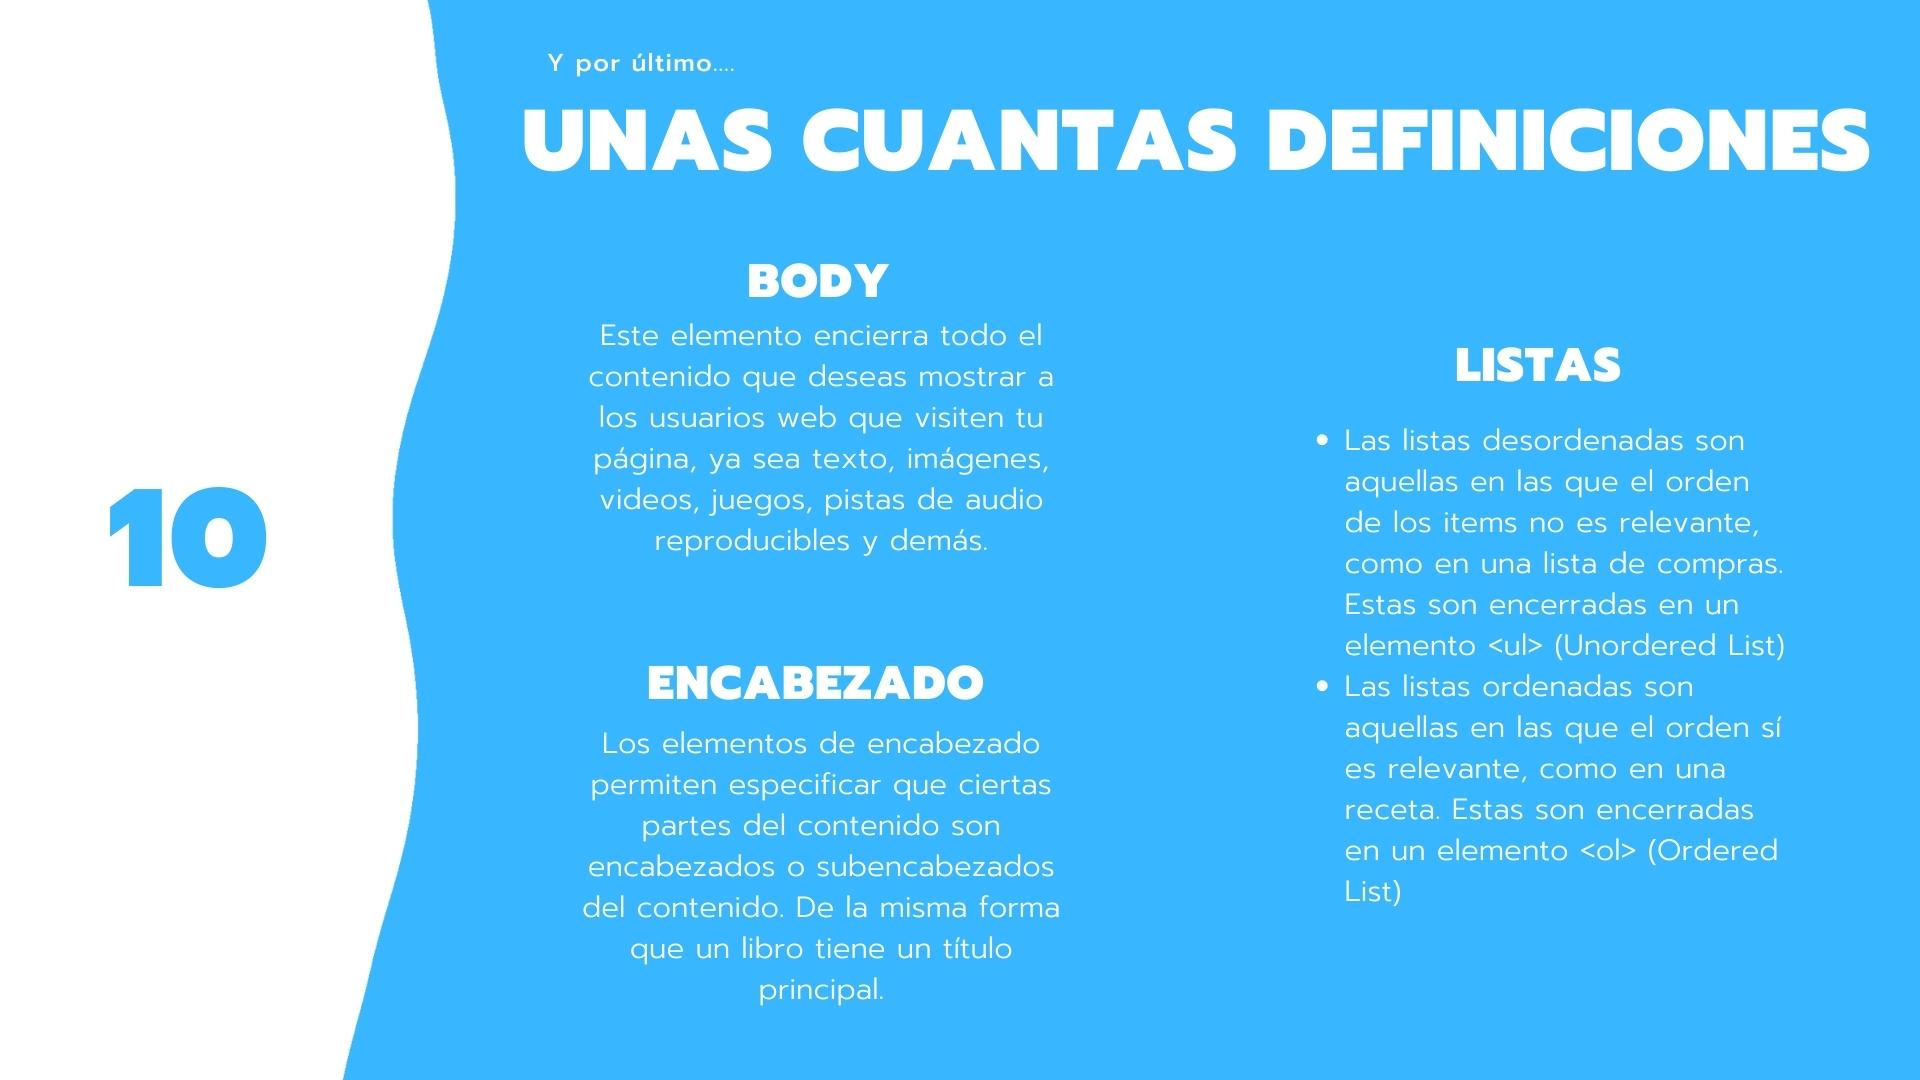 Y por último....
UNAS CUANTAS DEFINICIONES
10
BODY
Este elemento encierra todo el
contenido que deseas mostrar a
los usuarios web que visiten tu
página, ya sea texto, imágenes,
videos, juegos, pistas de audio
reproducibles y demás.
ENCABEZADO
Los elementos de encabezado
permiten especificar que ciertas
partes del contenido son
encabezados o subencabezados
del contenido. De la misma forma
que un libro tiene un título
principal.
LISTAS
• Las listas desordenadas son
aquellas en las que el orden
de los items no es relevante,
como en una lista de compras.
Estas son encerradas en un
elemento <ul> (Unordered List)
• Las listas ordenadas son
aquellas en las que el orden sí
es relevante, como en una
receta. Estas son encerradas
en un elemento <ol> (Ordered
List)